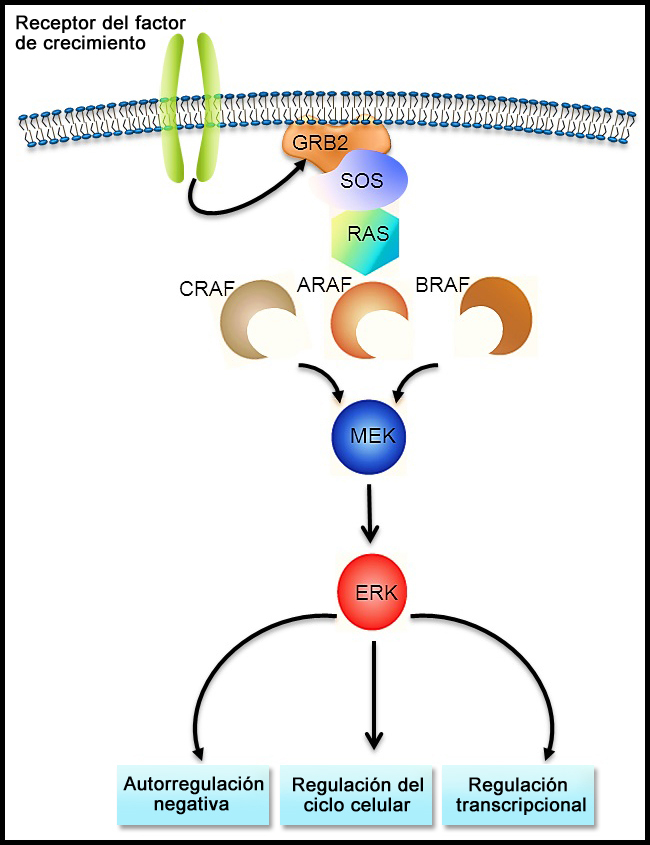 Receptor del factor
de crecimiento
GRB2
SOS
RAS
CRAF
ARAF
BRAF
MEK
ERK
Autorregulación
negativa
Regulación del
ciclo celular
Regulación
transcripcional